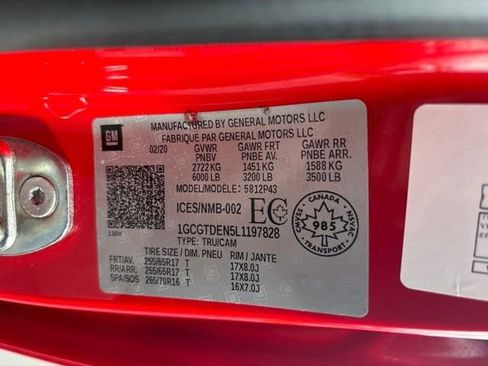 GM
MANUFACTURED BY GENERAL MOTORS LLC
FABRIQUE PAR GENERAL MOTORS LLC
02/20 GVWR GAWR FRT GAWR RR
PNBV PNBE AV. PNBE ARR.
2722 KG 1451 KG 1588 KG
6000 LB 3200 LB 3500 LB
MODEL/MODELE: 5812P43
ICES/NMB-002 EC
1GCGTDEN5L1197828
TYPE: TRU/CAM
TIRE SIZE / DIM. PNEU RIM / JANTE
FRT/AV. 255/65R17 T 17X8.0J
RR/ARR. 255/65R17 T 17X8.0J
SPA/SOS 265/70R16 T 16X7.0J
CANADA
985
TRANSPORT